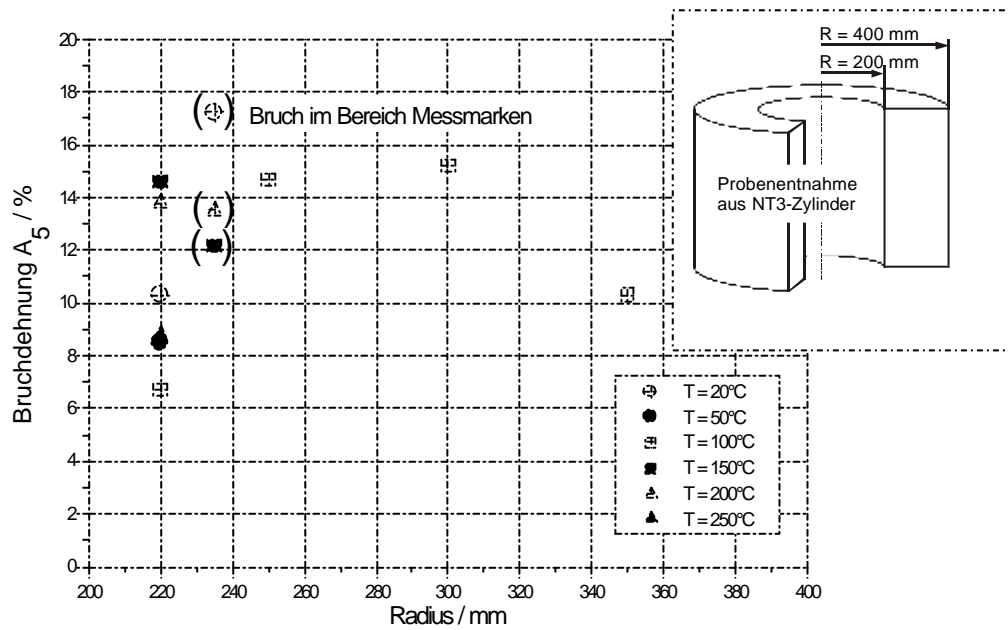 R = 400 mm
R = 200 mm
Probenentnahme
aus NT3-Zylinder
Bruch im Bereich Messmarken
Bruchdehnung A5 / %
20
18
16
14
12
10
8
6
4
2
0
200 220 240 260 280 300 320 340 360 380 400
Radius / mm
T = 20°C
T = 50°C
T = 100°C
T = 150°C
T = 200°C
T = 250°C